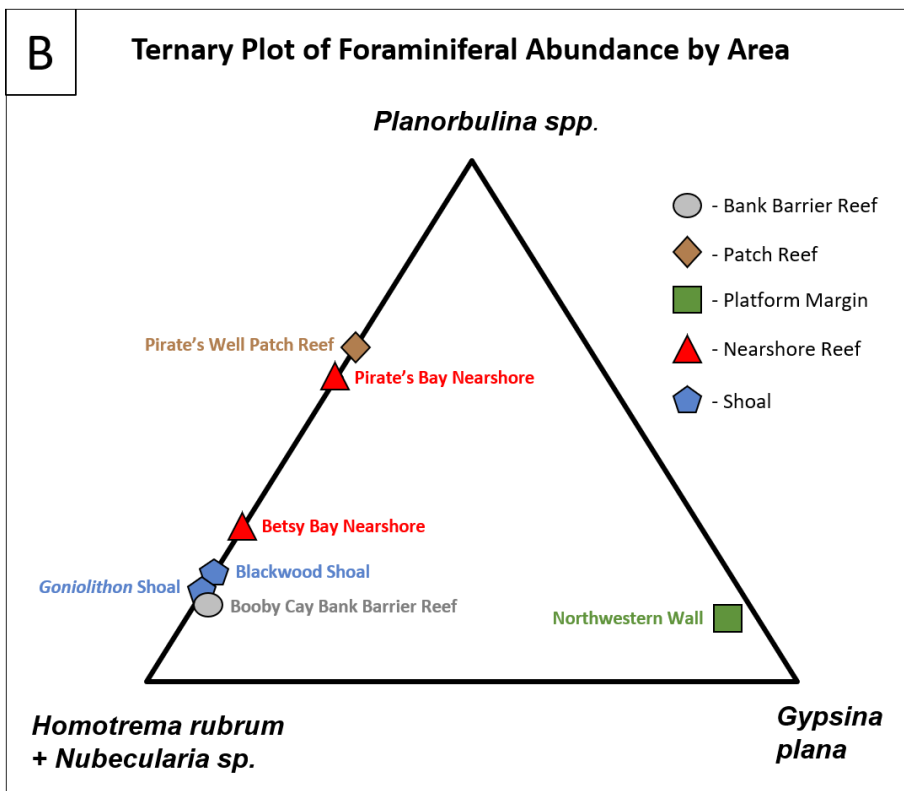 B
Ternary Plot of Foraminiferal Abundance by Area
Planorbulina spp.
- Bank Barrier Reef
- Patch Reef
- Platform Margin
- Nearshore Reef
- Shoal
Pirate’s Well Patch Reef
Pirate’s Bay Nearshore
Betsy Bay Nearshore
Blackwood Shoal
Goniolithon Shoal
Booby Cay Bank Barrier Reef
Northwestern Wall
Homotrema rubrum
+ Nubecularia sp.
Gypsina
plana